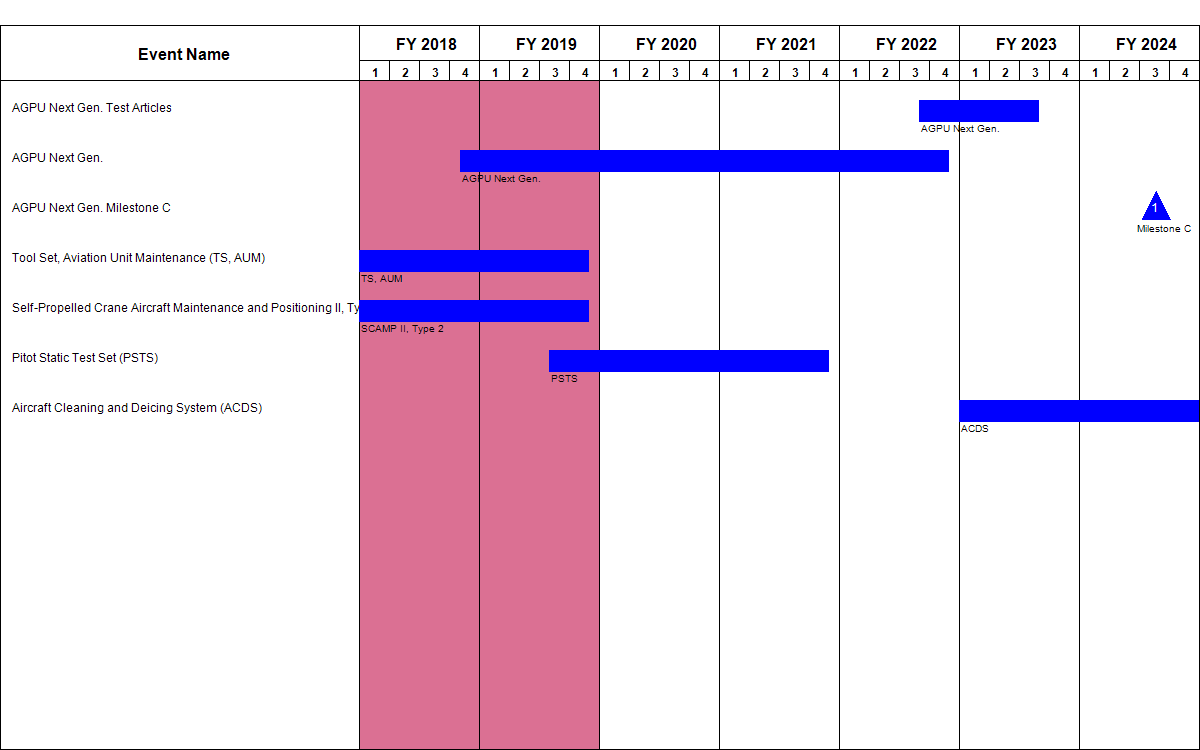 Event Name
FY 2018 FY 2019 FY 2020 FY 2021 FY 2022 FY 2023 FY 2024
1 2 3 4 1 2 3 4 1 2 3 4 1 2 3 4 1 2 3 4 1 2 3 4 1 2 3 4
AGPU Next Gen. Test Articles
AGPU Next Gen.
AGPU Next Gen.
AGPU Next Gen.
AGPU Next Gen. Milestone C
1
Milestone C
Tool Set, Aviation Unit Maintenance (TS, AUM)
TS, AUM
Self-Propelled Crane Aircraft Maintenance and Positioning II, Ty
SCAMP II, Type 2
Pitot Static Test Set (PSTS)
PSTS
Aircraft Cleaning and Deicing System (ACDS)
ACDS